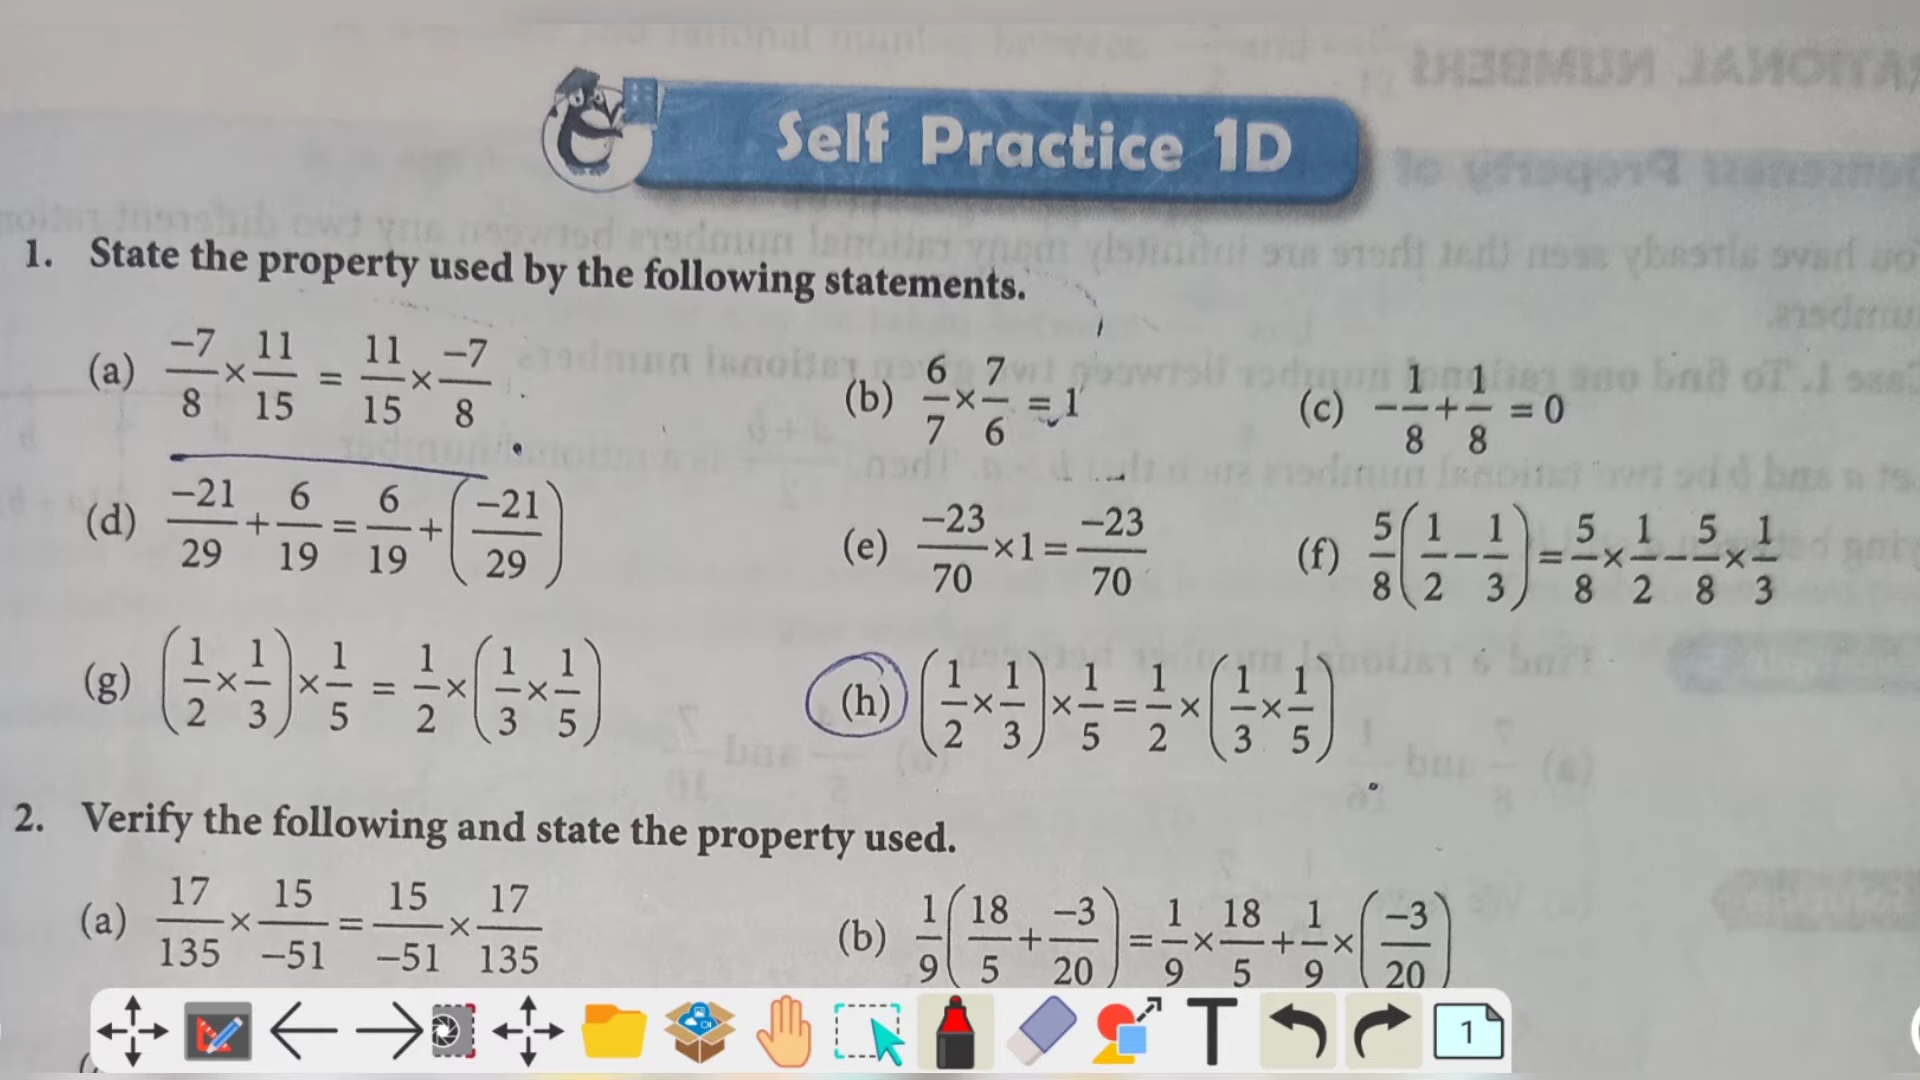 Self Practice 1D
1. State the property used by the following statements.
(a) -7/8 × 11/15 = 11/15 × -7/8 (b) 6/7 × 7/6 = 1 (c) -1/8 + 1/8 = 0
(d) -21/29 + 6/19 = 6/19 + (-21/29) (e) -23/70 × 1 = -23/70 (f) 5/8 (1/2 - 1/3) = 5/8 × 1/2 - 5/8 × 1/3
(g) (1/2 × 1/3) × 1/5 = 1/2 × (1/3 × 1/5) (h) (1/2 × 1/3) × 1/5 = 1/2 × (1/3 × 1/5)
2. Verify the following and state the property used.
(a) 17/135 × 15/-51 = 15/-51 × 17/135 (b) 1/9 (18/5 + -3/20) = 1/9 × 18/5 + 1/9 × (-3/20)
T 1